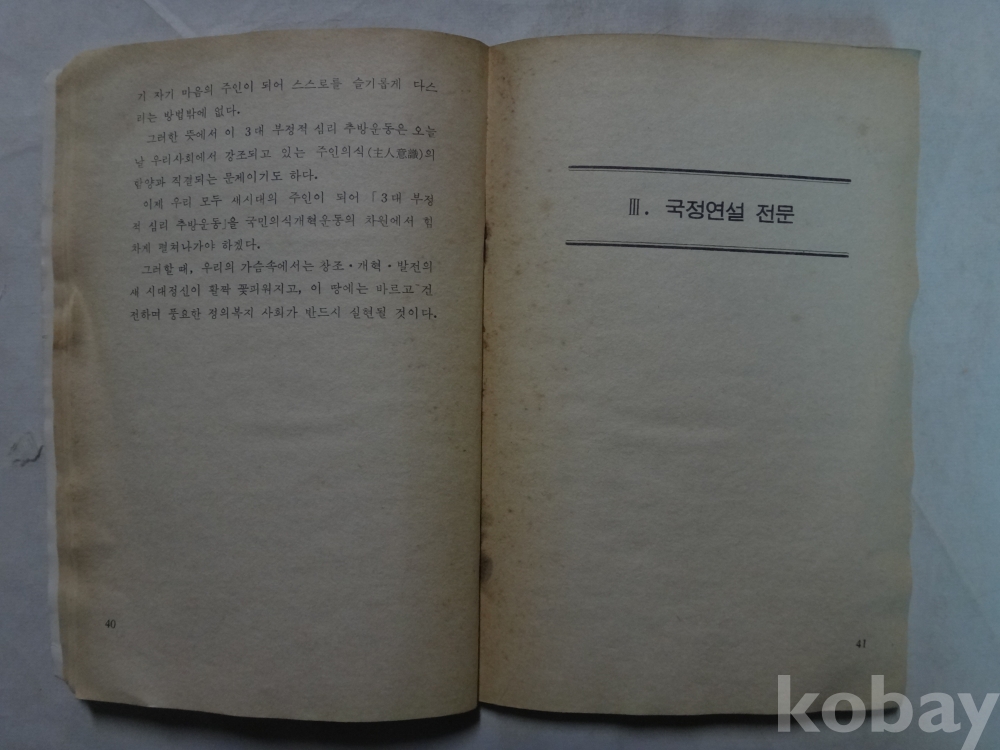 기 자기 마음의 주인이 되어 스스로를 슬기롭게 다스
리는 방법밖에 없다.
그러한 뜻에서 이 3대 부정적 심리 추방운동은 오늘
날 우리사회에서 강조되고 있는 주인의식(主人意識)의
함양과 직결되는 문제이기도 하다.
이제 우리 모두 새시대의 주인이 되어 「3대 부정
적 심리 추방운동」을 국민의식개혁운동의 차원에서 힘
차게 펼쳐나가야 하겠다.
그러할 때, 우리의 가슴속에서는 창조·개혁·발전의
새 시대정신이 활짝 꽃피워지고, 이 땅에는 바르고 건
전하며 풍요한 정의복지 사회가 반드시 실현될 것이다.
40
Ⅲ. 국정연설 전문
41
kobay